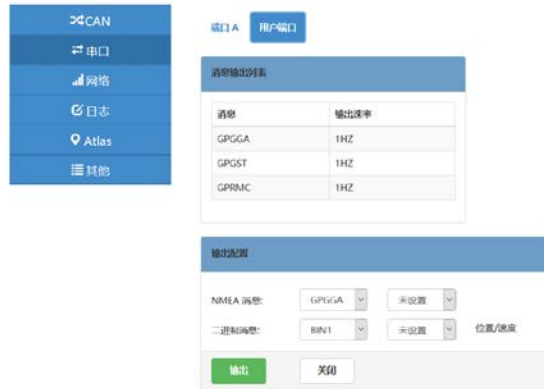 CAN
串口
网络
日志
Atlas
其他
端口 A 用户端口
消息输出列表
消息 输出速率
GPGGA 1HZ
GPGST 1HZ
GPRMC 1HZ
输出配置
NMEA 消息: GPGGA 未设置
二进制消息: BIN1 未设置 位置/速度
输出 关闭